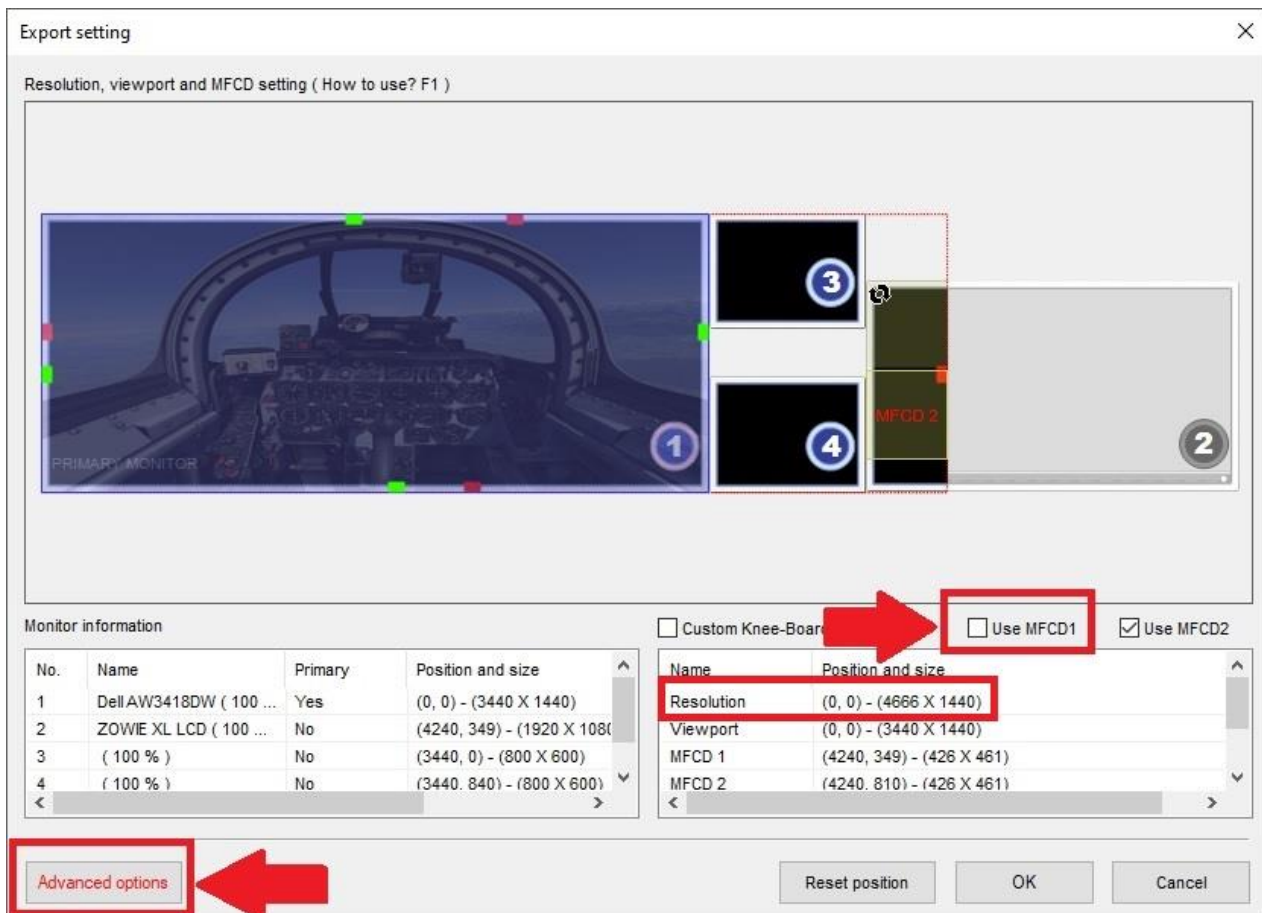 Export setting
Resolution, viewport and MFCD setting ( How to use? F1 )
3
MFCD 2
1
4
2
PRIMARY MONITOR
Monitor information
Custom Knee-Boar
Use MFCD1
Use MFCD2
No. Name Primary Position and size
1 Dell AW3418DW ( 100 ... Yes (0, 0) - (3440 X 1440)
2 ZOWIE XL LCD ( 100 ... No (4240, 349) - (1920 X 1080
3 ( 100 % ) No (3440, 0) - (800 X 600)
4 ( 100 % ) No (3440, 840) - (800 X 600)
Name Position and size
Resolution (0, 0) - (4666 X 1440)
Viewport (0, 0) - (3440 X 1440)
MFCD 1 (4240, 349) - (426 X 461)
MFCD 2 (4240, 810) - (426 X 461)
Advanced options
Reset position
OK
Cancel